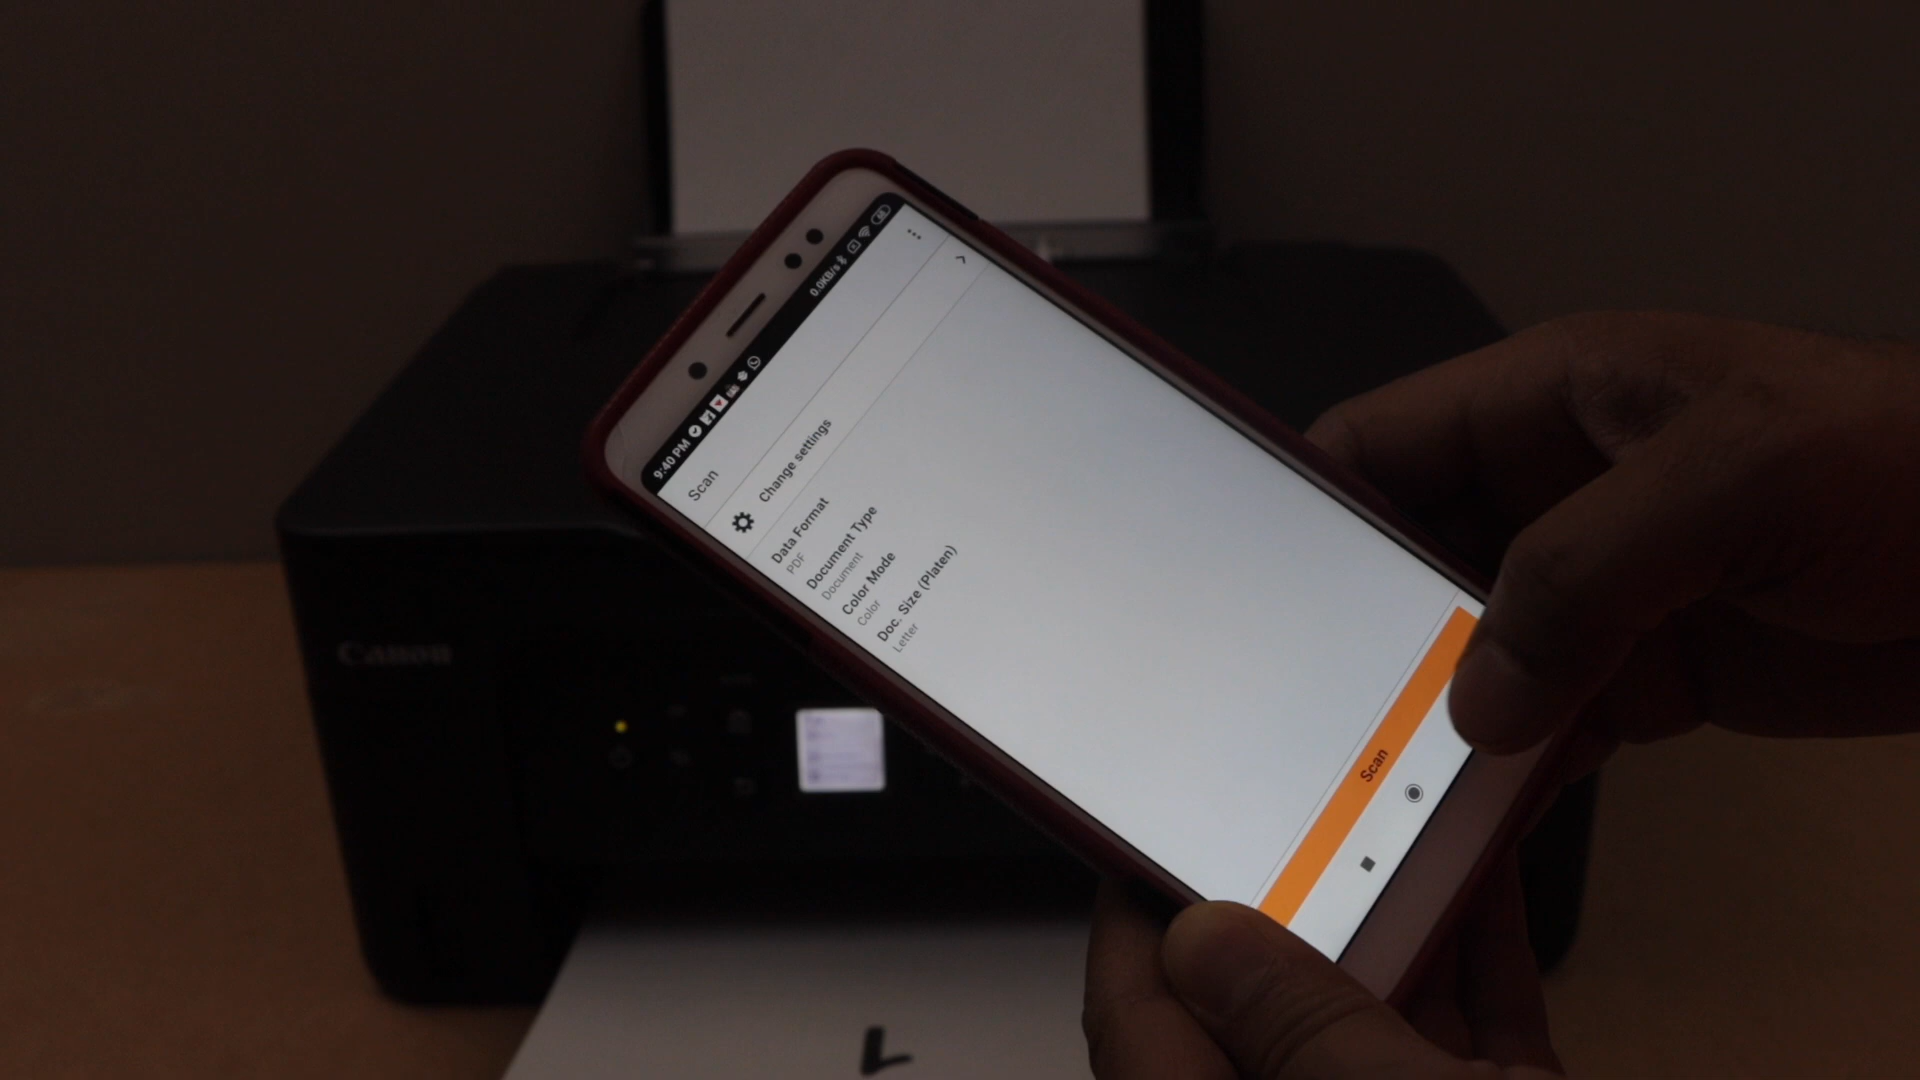 9:40 PM
0.0KB/s
Scan
Change settings
Data Format
PDF
Document Type
Document
Color Mode
Color
Doc. Size (Platen)
Letter
Scan
Canon